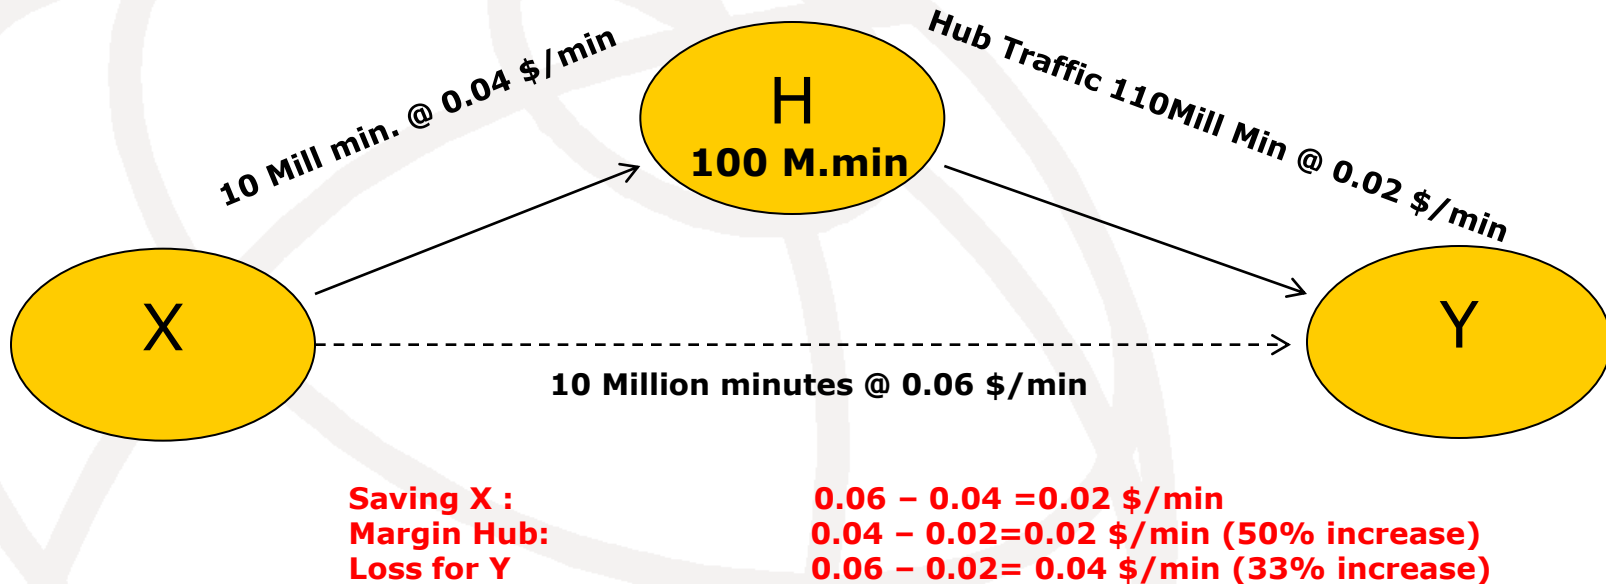 10 Mill min. @ 0.04 $/min
H
100 M.min
Hub Traffic 110Mill Min @ 0.02 $/min
X
Y
10 Million minutes @ 0.06 $/min
Saving X : 0.06 – 0.04 =0.02 $/min
Margin Hub: 0.04 – 0.02=0.02 $/min (50% increase)
Loss for Y 0.06 – 0.02= 0.04 $/min (33% increase)